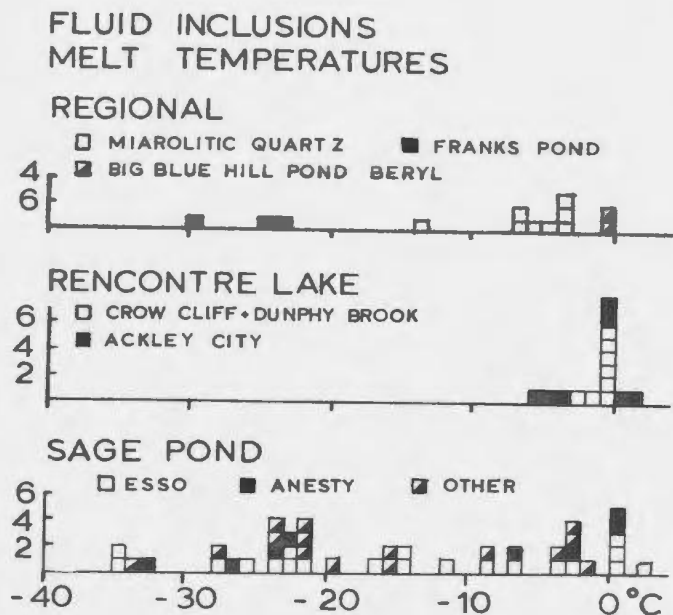 FLUID INCLUSIONS
MELT TEMPERATURES
REGIONAL
MIAROLITIC QUARTZ FRANKS POND
BIG BLUE HILL POND BERYL
4
6
RENCONTRE LAKE
CROW CLIFF + DUNPHY BROOK
ACKLEY CITY
6
4
2
SAGE POND
ESSO ANESTY OTHER
6
4
2
-40 -30 -20 -10 0 °C